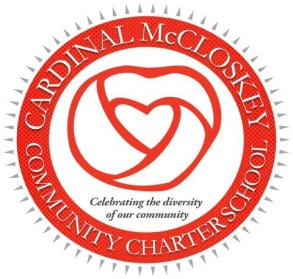 CARDINAL McCLOSKEY
Celebrating the diversity
of our community
COMMUNITY CHARTER SCHOOL